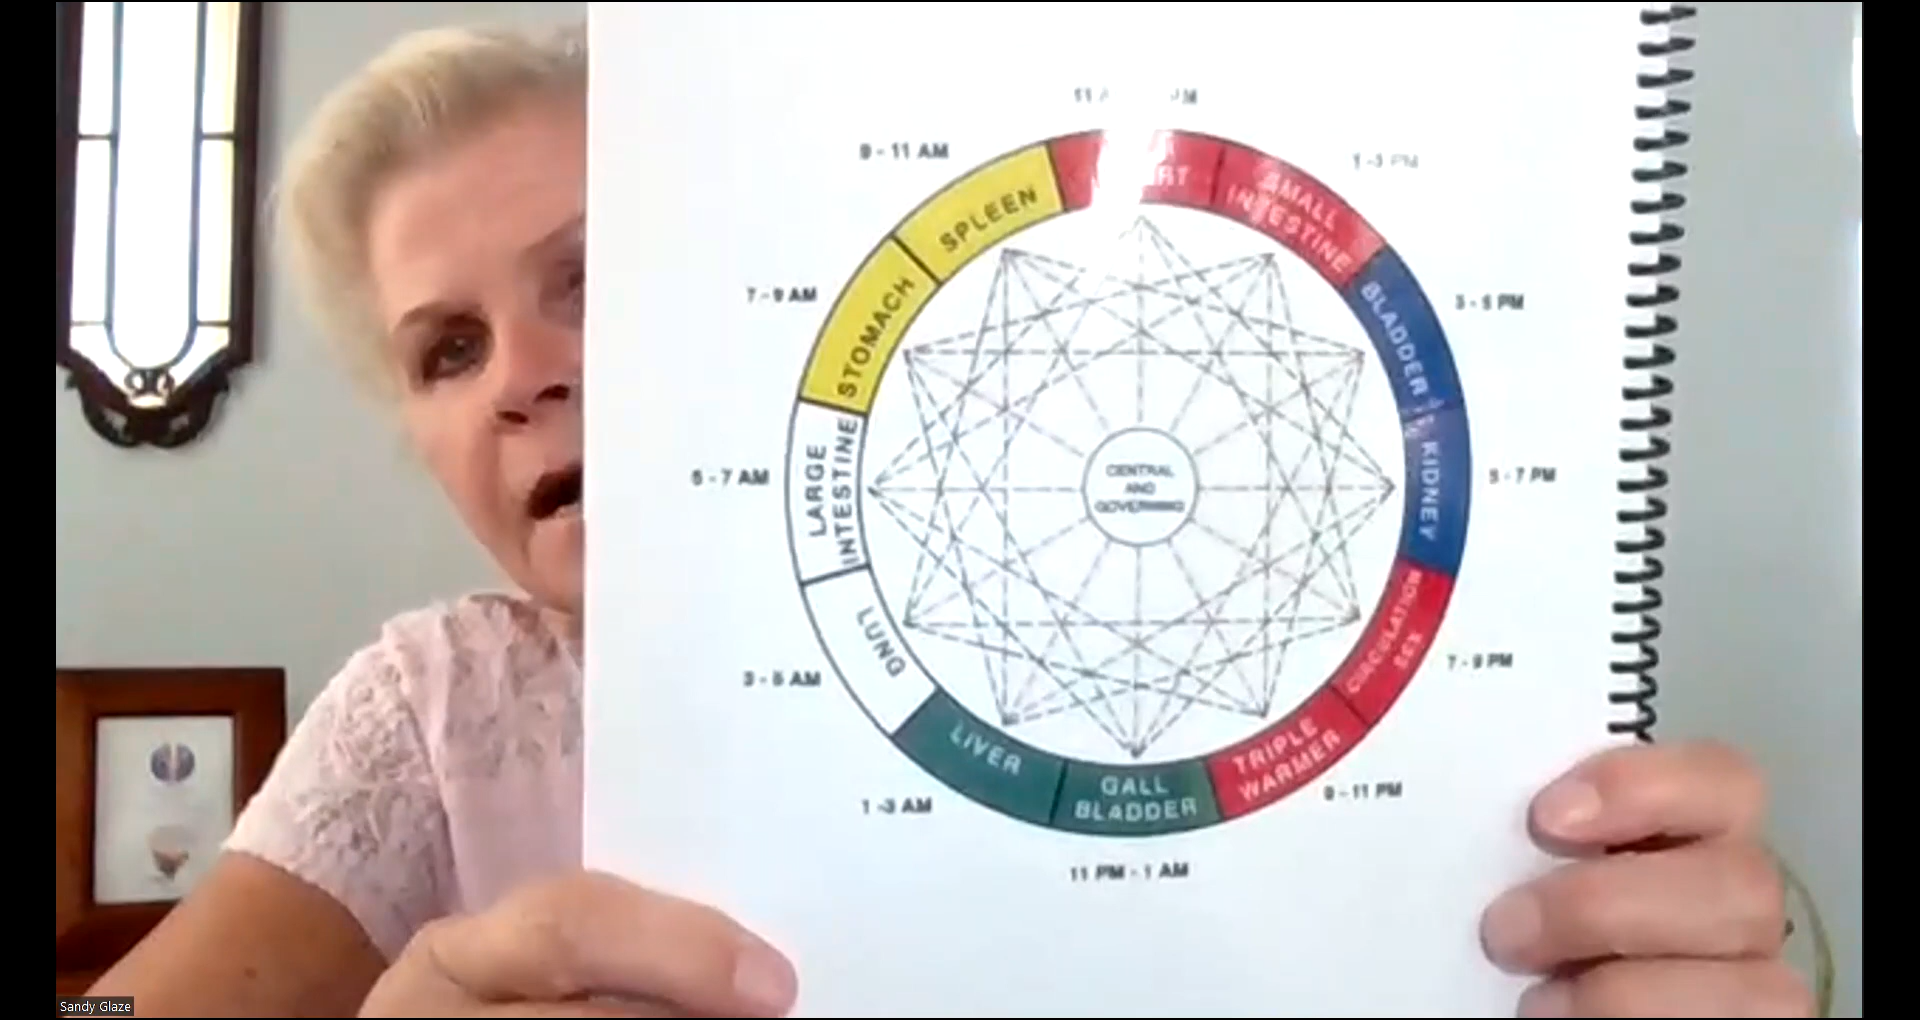 9 - 11 AM
1 -3 PM
7 - 9 AM
3 - 5 PM
5 - 7 AM
5 - 7 PM
3 - 5 AM
7 - 9 PM
1 -3 AM
9 - 11 PM
11 PM - 1 AM
SMALL
INTESTINE
BLADDER
KIDNEY
CIRCULATION
SEX
TRIPLE
WARMER
GALL
BLADDER
LIVER
LUNG
LARGE
INTESTINE
STOMACH
SPLEEN
CENTRAL
AND
GOVERNING
Sandy Glaze